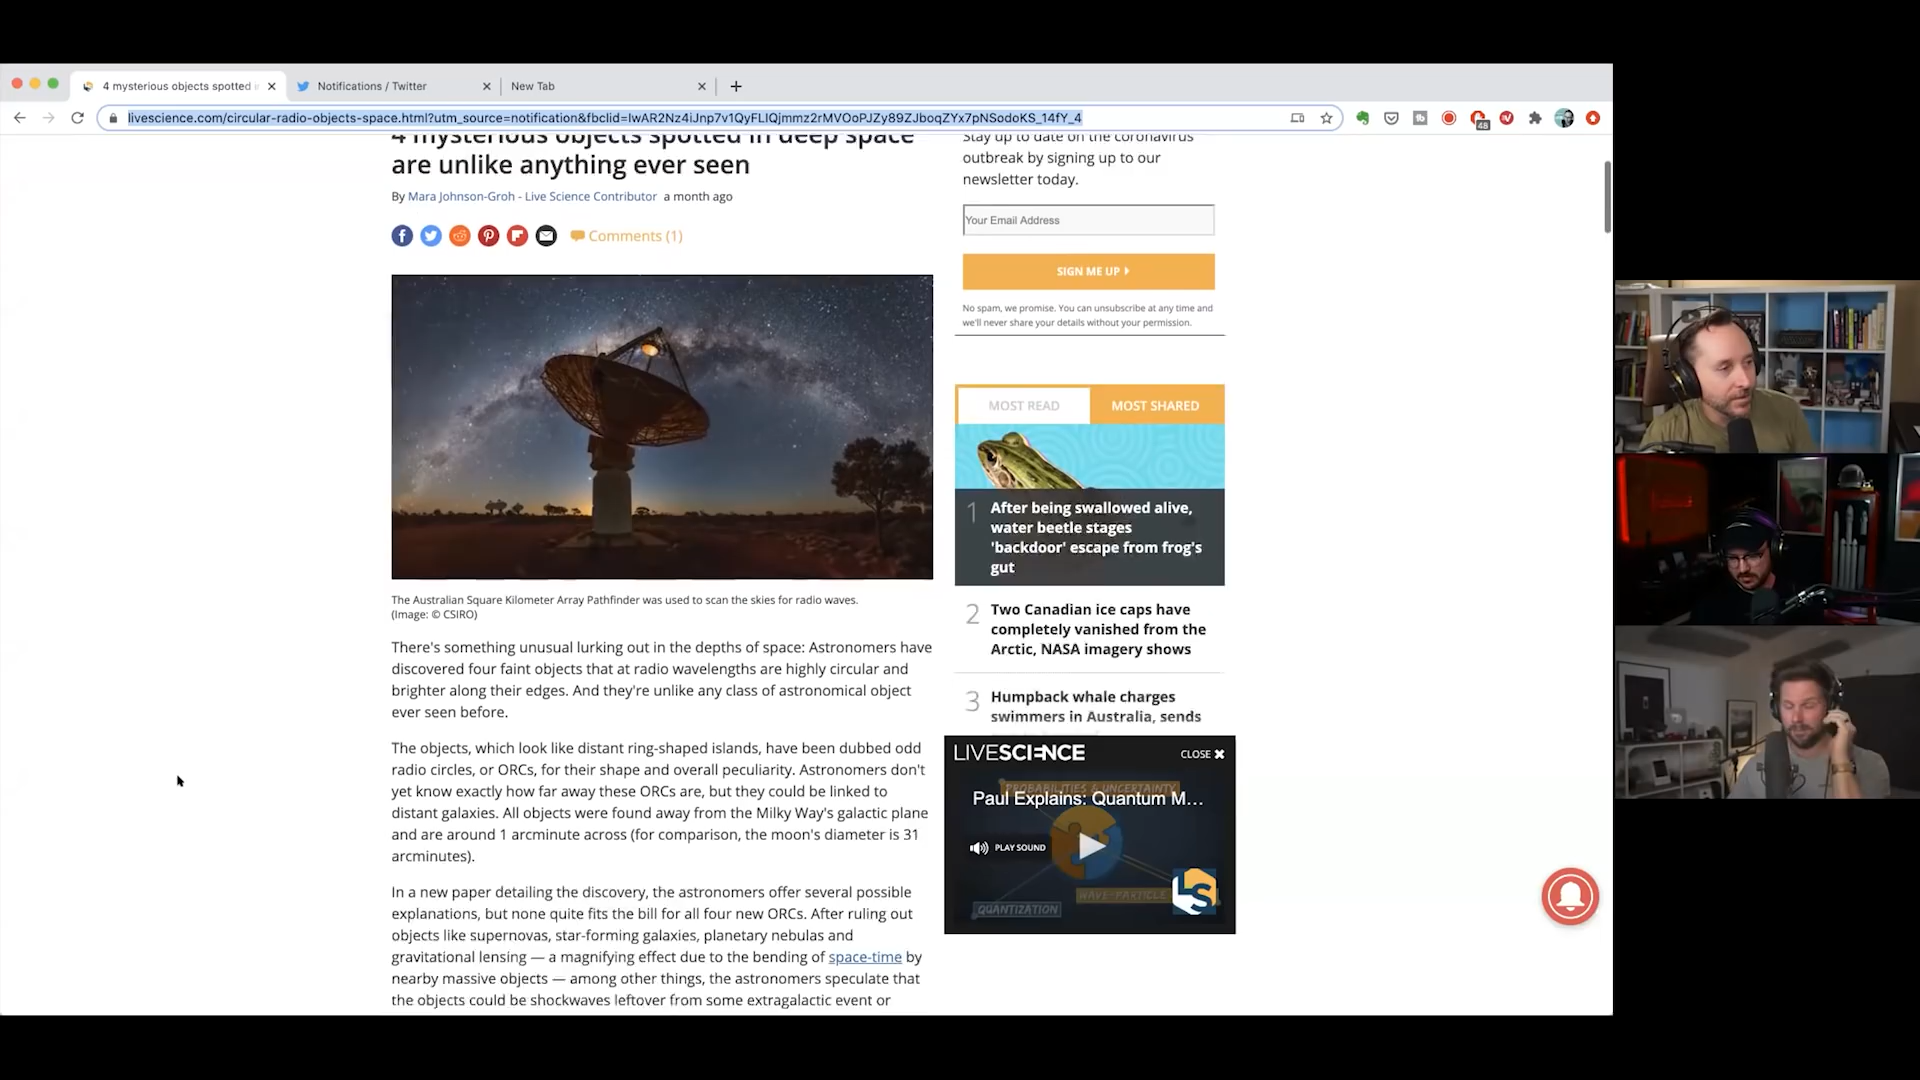 4 mysterious objects spotted i
Notifications / Twitter
New Tab
livescience.com/circular-radio-objects-space.html?utm_source=notification&fbclid=IwAR2Nz4iJnp7v1QyFLIQjmmz2rMVOoPJZy89ZJboqZYx7pNSodoKS_14fY_4
48
4 mysterious objects spotted in deep space
are unlike anything ever seen
By Mara Johnson-Groh - Live Science Contributor a month ago
Comments (1)
The Australian Square Kilometer Array Pathfinder was used to scan the skies for radio waves.
(Image: © CSIRO)
There's something unusual lurking out in the depths of space: Astronomers have
discovered four faint objects that at radio wavelengths are highly circular and
brighter along their edges. And they're unlike any class of astronomical object
ever seen before.
The objects, which look like distant ring-shaped islands, have been dubbed odd
radio circles, or ORCs, for their shape and overall peculiarity. Astronomers don't
yet know exactly how far away these ORCs are, but they could be linked to
distant galaxies. All objects were found away from the Milky Way's galactic plane
and are around 1 arcminute across (for comparison, the moon's diameter is 31
arcminutes).
In a new paper detailing the discovery, the astronomers offer several possible
explanations, but none quite fits the bill for all four new ORCs. After ruling out
objects like supernovas, star-forming galaxies, planetary nebulas and
gravitational lensing — a magnifying effect due to the bending of space-time by
nearby massive objects — among other things, the astronomers speculate that
the objects could be shockwaves leftover from some extragalactic event or
Stay up to date on the coronavirus
outbreak by signing up to our
newsletter today.
Your Email Address
SIGN ME UP
No spam, we promise. You can unsubscribe at any time and
we'll never share your details without your permission.
MOST READ
MOST SHARED
1 After being swallowed alive,
water beetle stages
'backdoor' escape from frog's
gut
2 Two Canadian ice caps have
completely vanished from the
Arctic, NASA imagery shows
3 Humpback whale charges
swimmers in Australia, sends
LIVESCIENCE
CLOSE
PROBABILITIES & UNCERTAINTY
Paul Explains: Quantum M...
PLAY SOUND
WAVE-PARTICLE
QUANTIZATION
LS